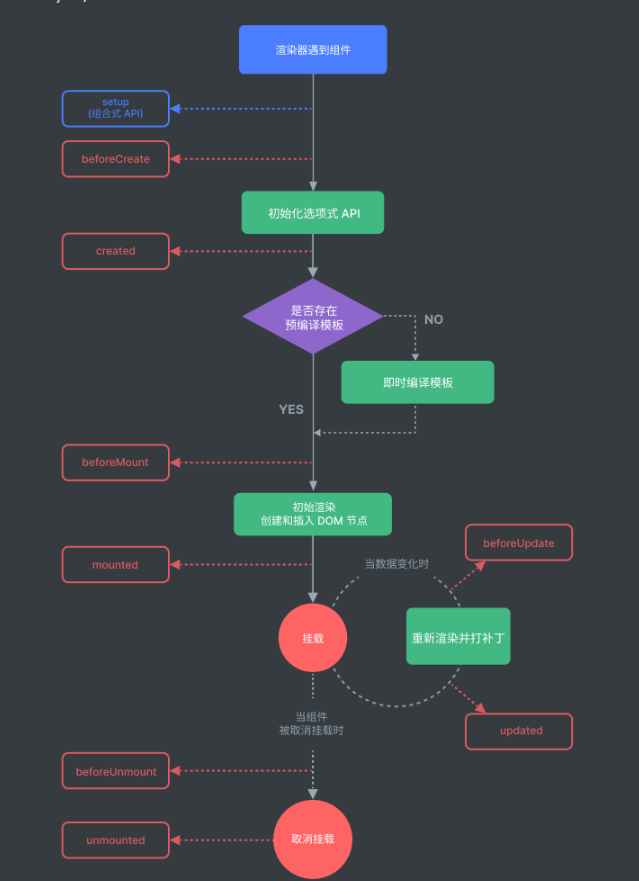 渲染器遇到组件
setup
(组合式 API)
beforeCreate
初始化选项式 API
created
是否存在
预编译模板
NO
即时编译模板
YES
beforeMount
初始渲染
创建和插入 DOM 节点
mounted
当数据变化时
beforeUpdate
挂载
重新渲染并打补丁
updated
当组件
被取消挂载时
beforeUnmount
unmounted
取消挂载